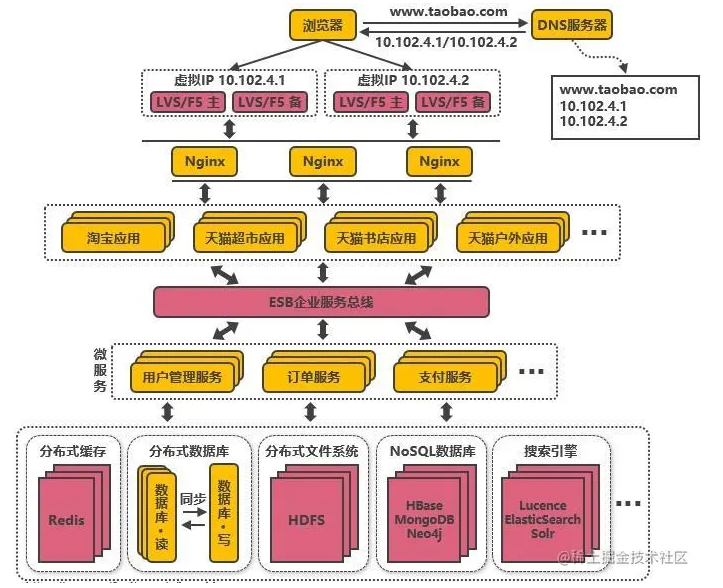 www.taobao.com
浏览器
DNS服务器
10.102.4.1/10.102.4.2
虚拟IP 10.102.4.1
虚拟IP 10.102.4.2
www.taobao.com
10.102.4.1
10.102.4.2
LVS/F5 主
LVS/F5 备
LVS/F5 主
LVS/F5 备
Nginx
Nginx
Nginx
淘宝应用
天猫超市应用
天猫书店应用
天猫户外应用
...
ESB企业服务总线
微服务
用户管理服务
订单服务
支付服务
...
分布式缓存
分布式数据库
分布式文件系统
NoSQL数据库
搜索引擎
Redis
数据库·读
同步
数据库·写
HDFS
HBase
MongoDB
Neo4j
Lucence
ElasticSearch
Solr
...
@稀土掘金技术社区